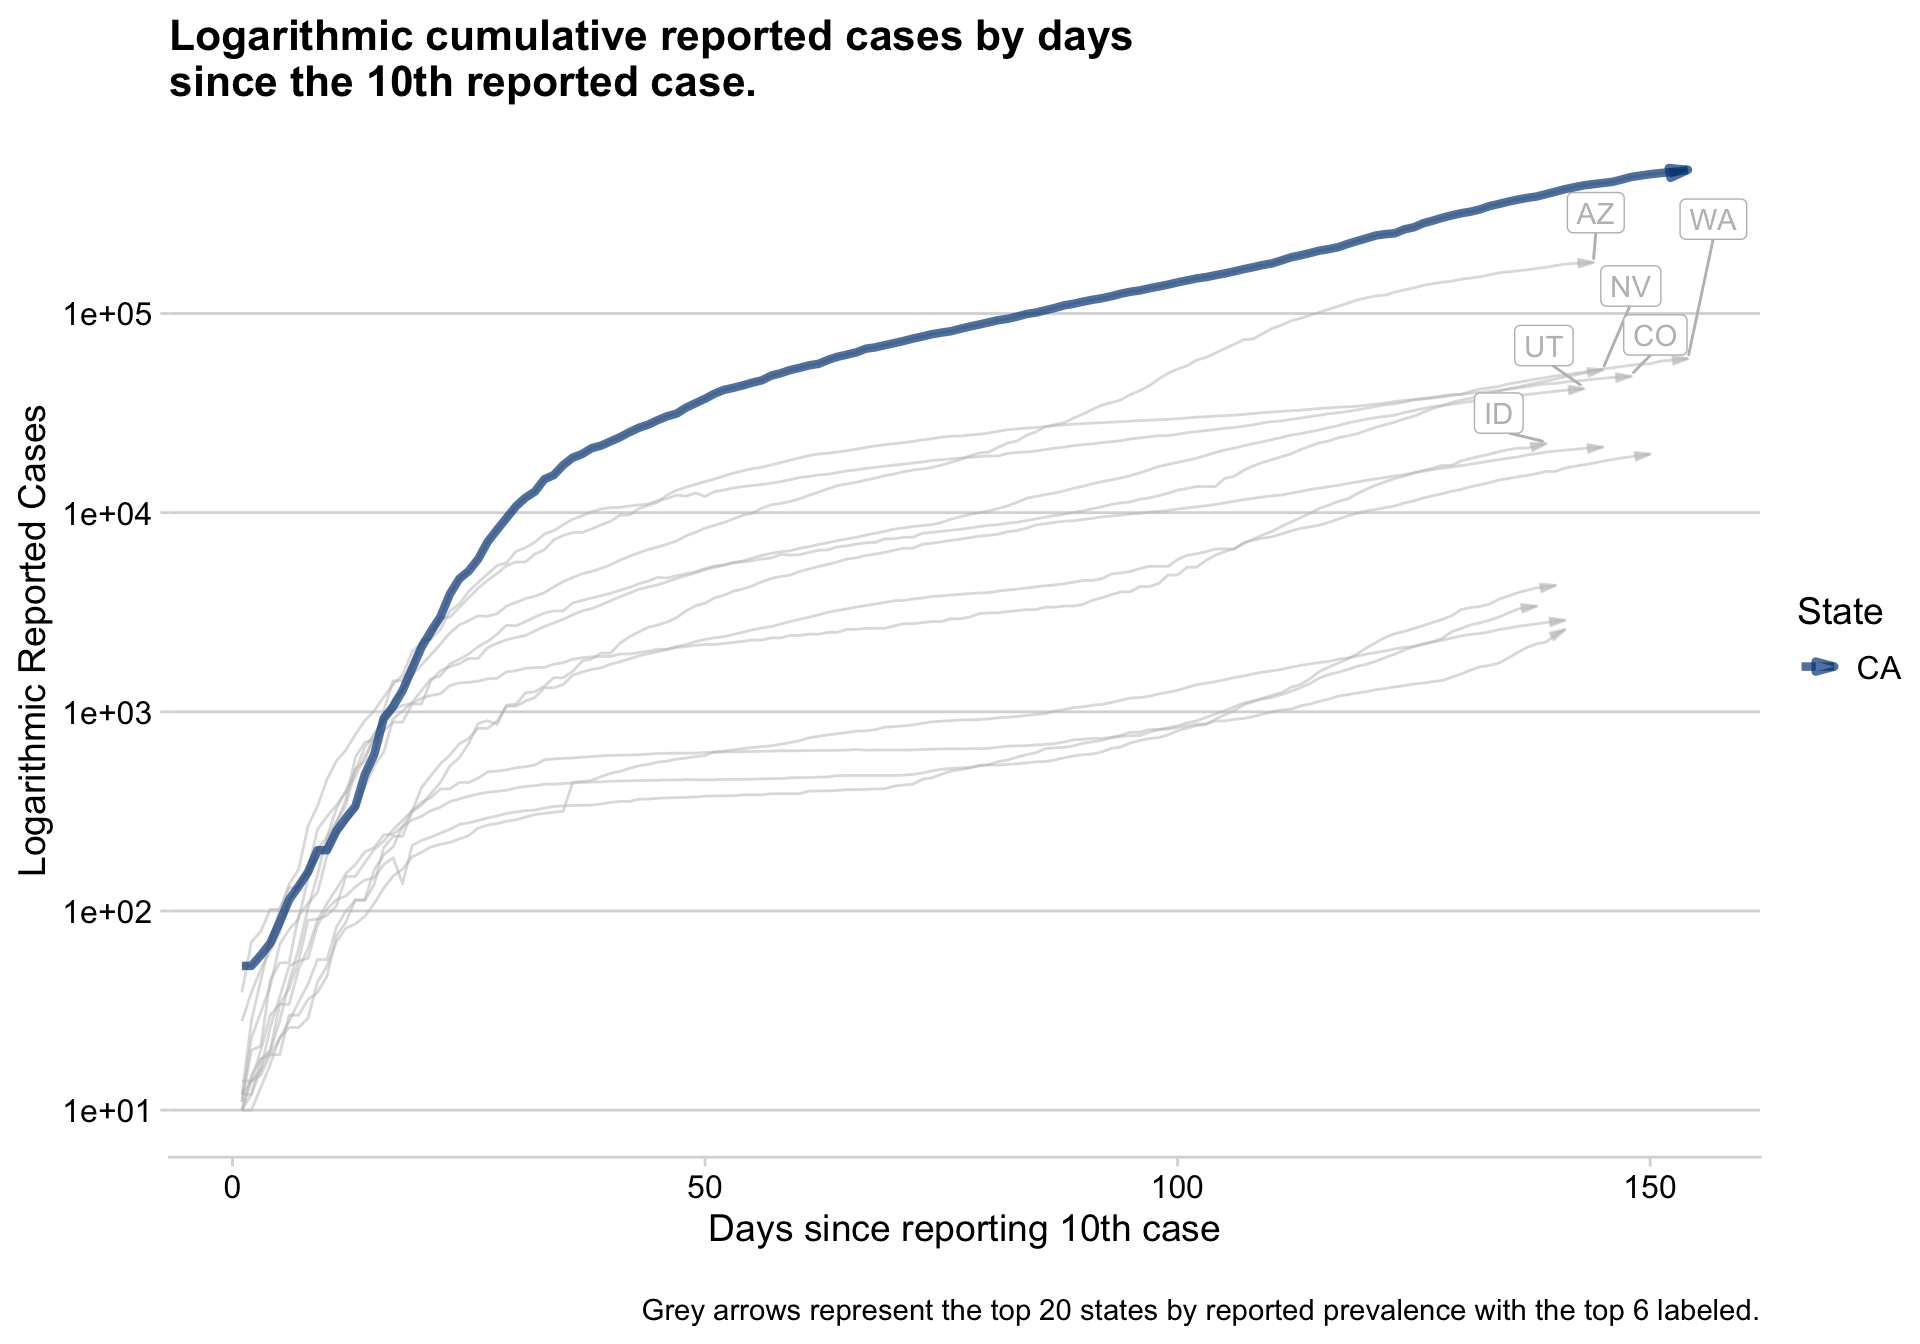 Logarithmic cumulative reported cases by days
since the 10th reported case.
Logarithmic Reported Cases
1e+05
1e+04
1e+03
1e+02
1e+01
AZ
WA
NV
CO
UT
ID
State
CA
0
50
100
150
Days since reporting 10th case
Grey arrows represent the top 20 states by reported prevalence with the top 6 labeled.